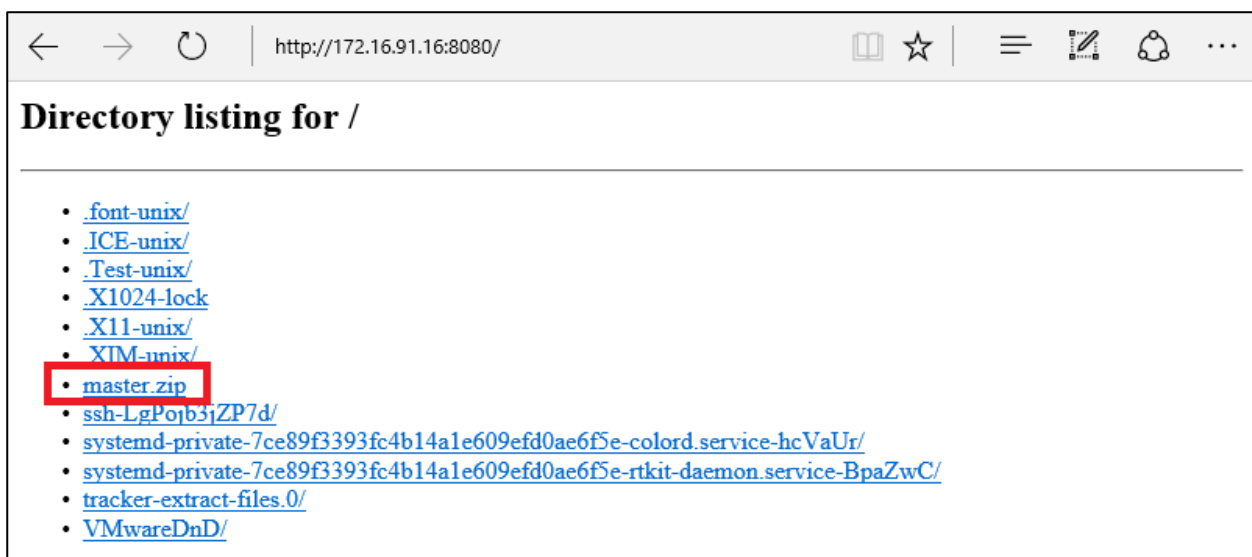 http://172.16.91.16:8080/
Directory listing for /
.font-unix/
.ICE-unix/
.Test-unix/
.X1024-lock
.X11-unix/
.XIM-unix/
master.zip
ssh-LgPojb3jZP7d/
systemd-private-7ce89f3393fc4b14a1e609efd0ae6f5e-colord.service-hcVaUr/
systemd-private-7ce89f3393fc4b14a1e609efd0ae6f5e-rtkit-daemon.service-BpaZwC/
tracker-extract-files.0/
VMwareDnD/